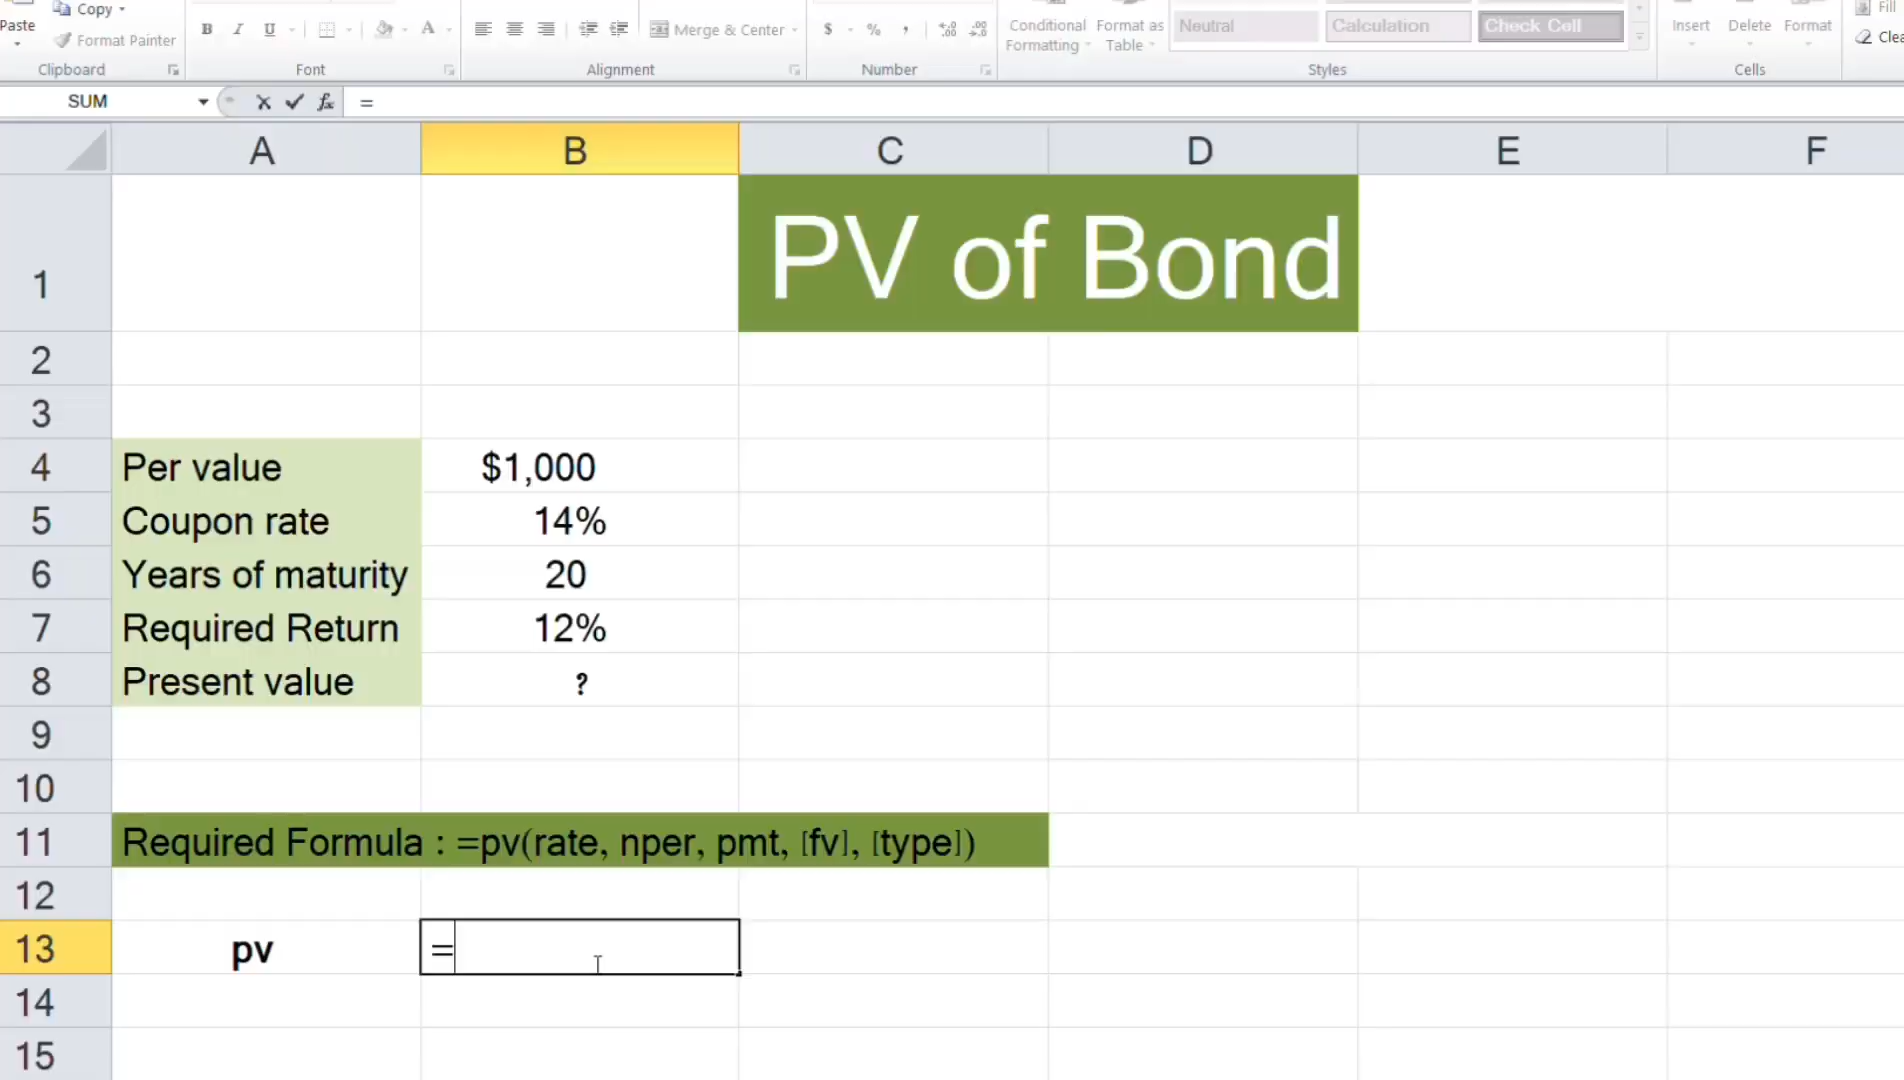 Paste
Copy
Format Painter
Clipboard
B I U
A
Font
Merge & Center
Alignment
$ % ,
Number
Conditional Formatting
Format as Table
Neutral
Calculation
Check Cell
Styles
Insert
Delete
Format
Cells
Fill
Clea
SUM
fx
=
A B C D E F
1 PV of Bond
2
3
4 Per value $1,000
5 Coupon rate 14%
6 Years of maturity 20
7 Required Return 12%
8 Present value ?
9
10
11 Required Formula : =pv(rate, nper, pmt, [fv], [type])
12
13 pv =
14
15